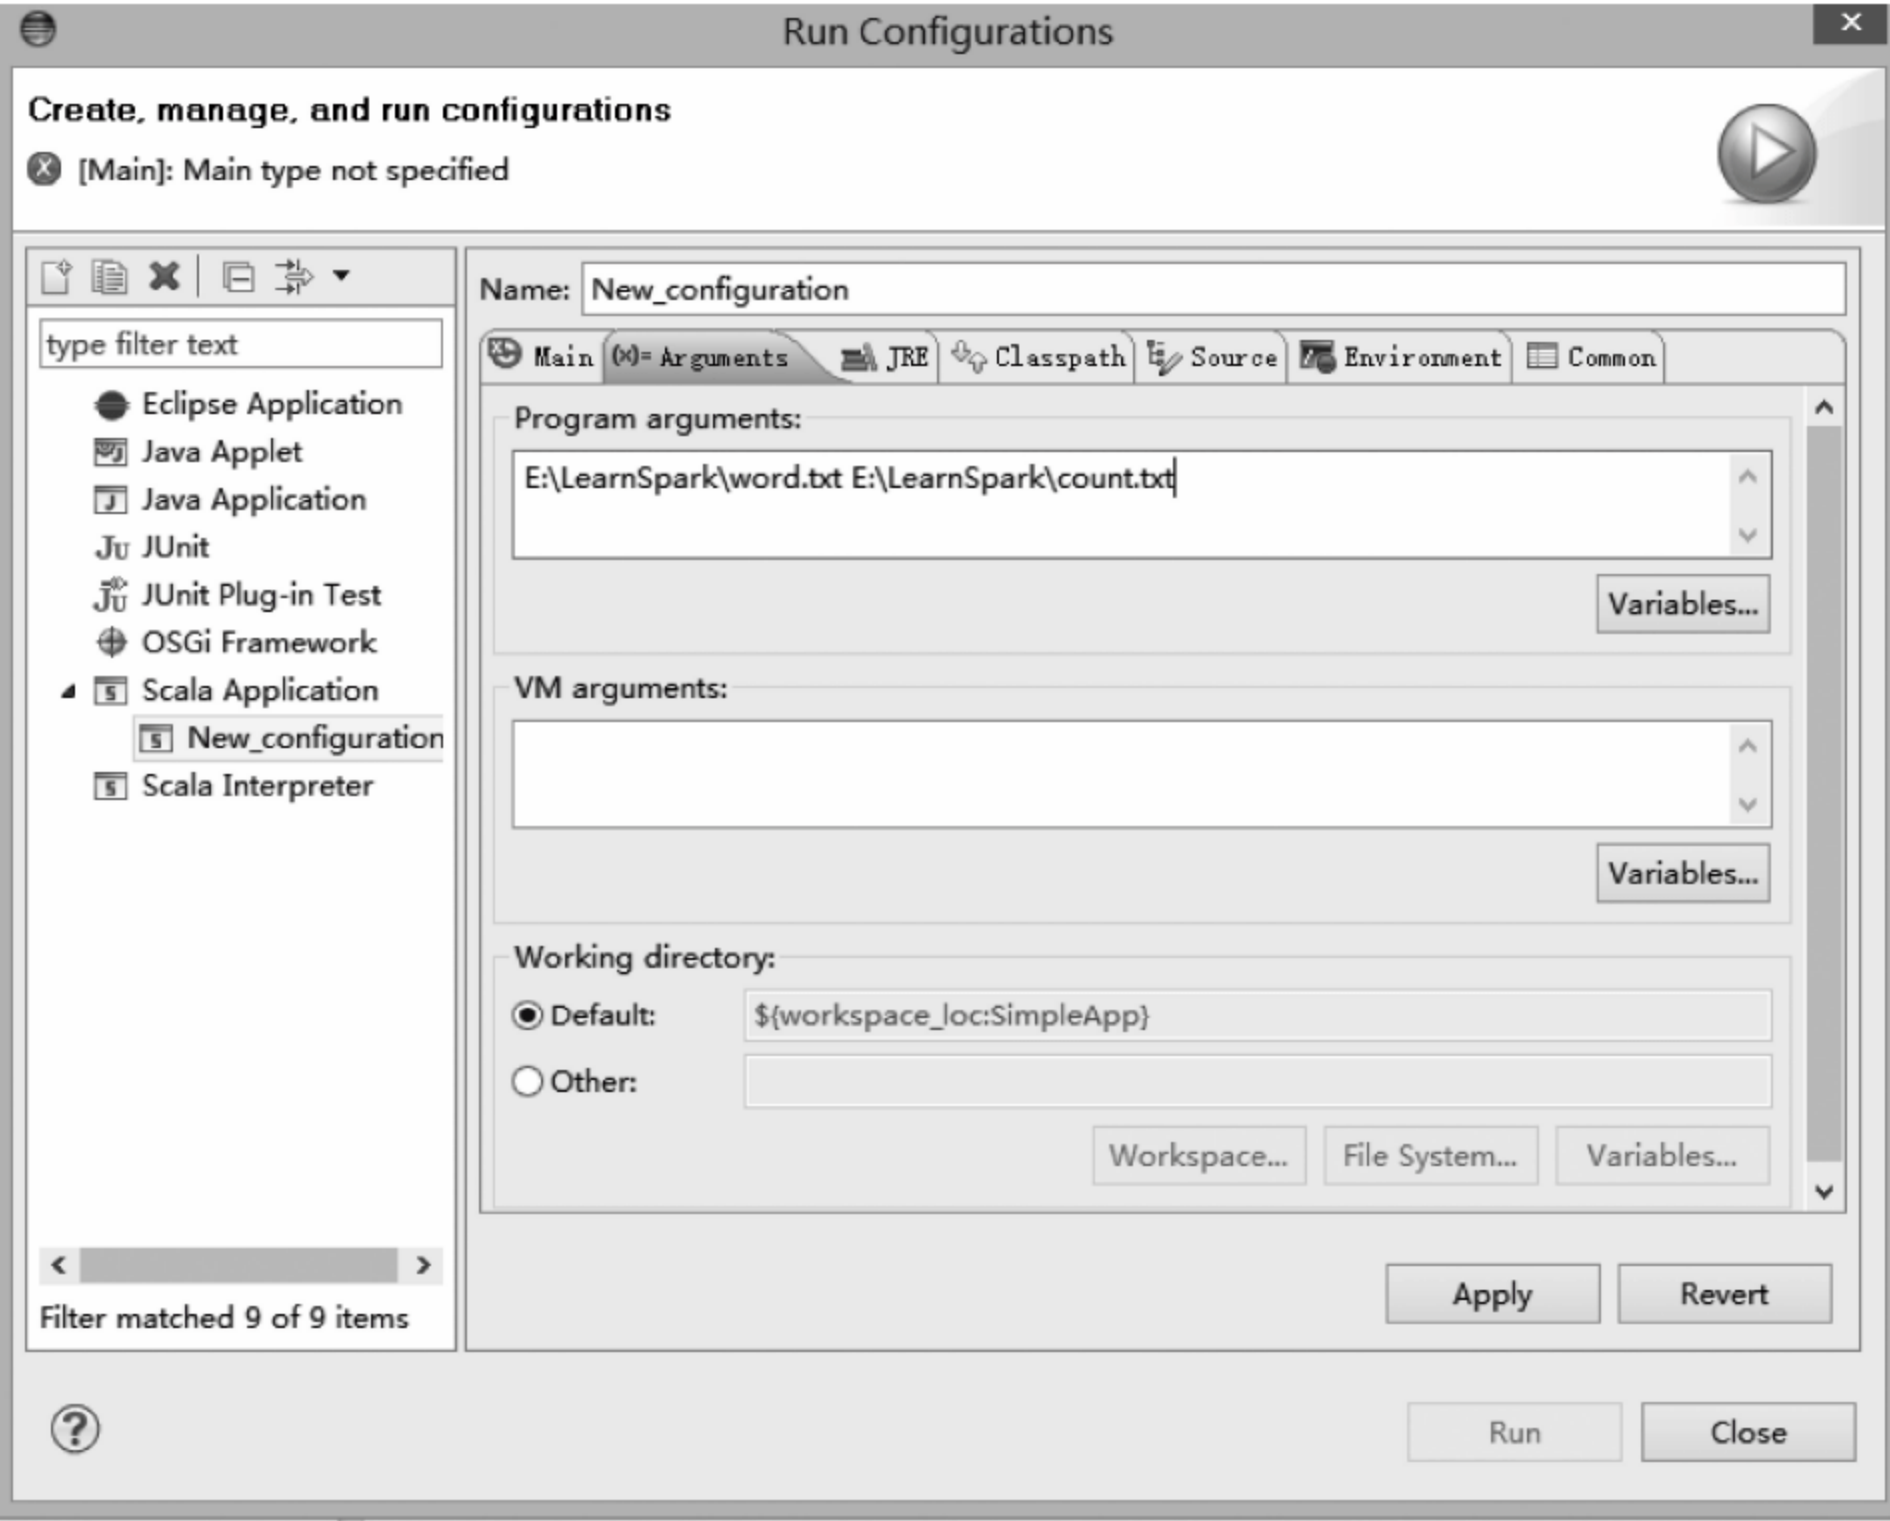 Run Configurations
Create, manage, and run configurations
[Main]: Main type not specified
type filter text
Eclipse Application
Java Applet
Java Application
JUnit
JUnit Plug-in Test
OSGi Framework
Scala Application
New_configuration
Scala Interpreter
Filter matched 9 of 9 items
Name: New_configuration
Main (x)= Arguments JRE Classpath Source Environment Common
Program arguments:
E:\LearnSpark\word.txt E:\LearnSpark\count.txt
Variables...
VM arguments:
Variables...
Working directory:
Default: ${workspace_loc:SimpleApp}
Other:
Workspace... File System... Variables...
Apply Revert
Run Close